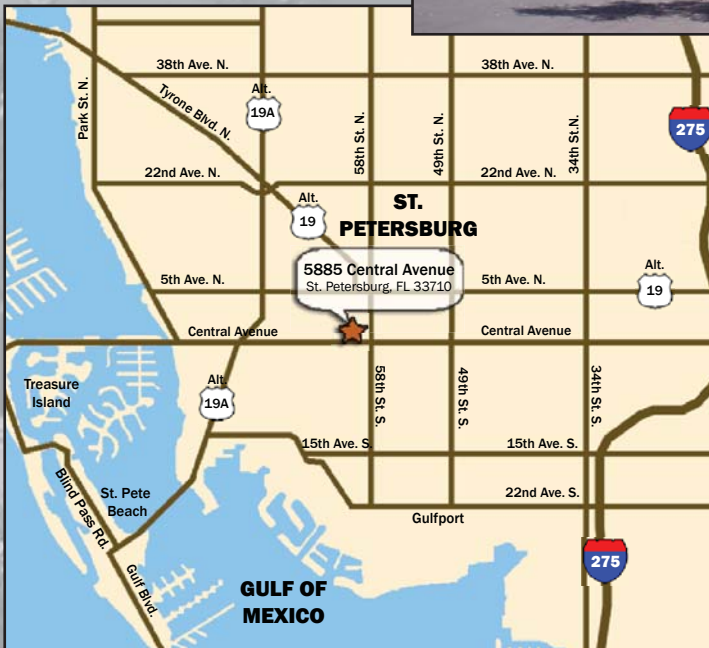 38th Ave. N.
38th Ave. N.
Park St. N.
Tyrone Blvd. N.
Alt.
19A
58th St. N.
49th St. N.
34th St.N.
275
22nd Ave. N.
22nd Ave. N.
Alt.
19
ST.
PETERSBURG
5885 Central Avenue
St. Petersburg, FL 33710
5th Ave. N.
5th Ave. N.
Alt.
19
Central Avenue
Central Avenue
Treasure
Island
Alt.
19A
58th St. S.
49th St. S
34th St. S.
15th Ave. S.
15th Ave. S.
Blind Pass Rd.
St. Pete
Beach
22nd Ave. S.
Gulfport
Gulf Blvd.
GULF OF
MEXICO
275